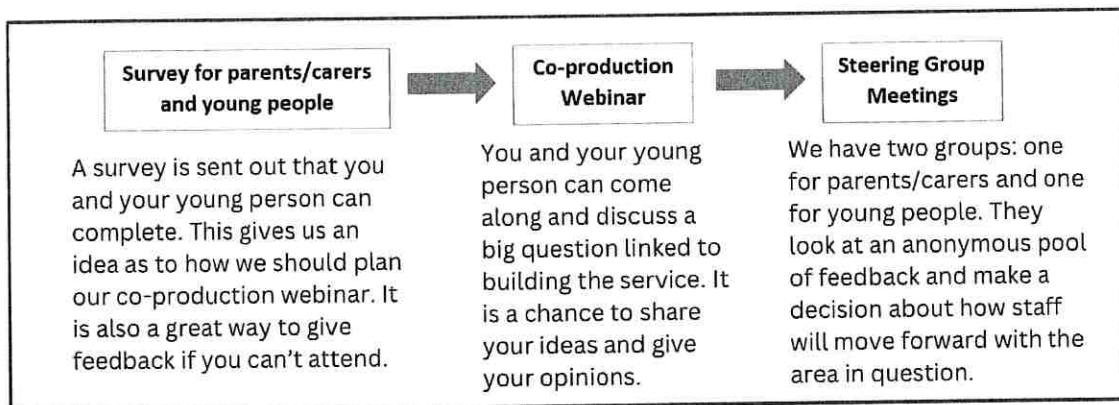 Survey for parents/carers
and young people
A survey is sent out that you
and your young person can
complete. This gives us an
idea as to how we should plan
our co-production webinar. It
is also a great way to give
feedback if you can't attend.
Co-production
Webinar
You and your young
person can come
along and discuss a
big question linked to
building the service. It
is a chance to share
your ideas and give
your opinions.
Steering Group
Meetings
We have two groups: one
for parents/carers and one
for young people. They
look at an anonymous pool
of feedback and make a
decision about how staff
will move forward with the
area in question.